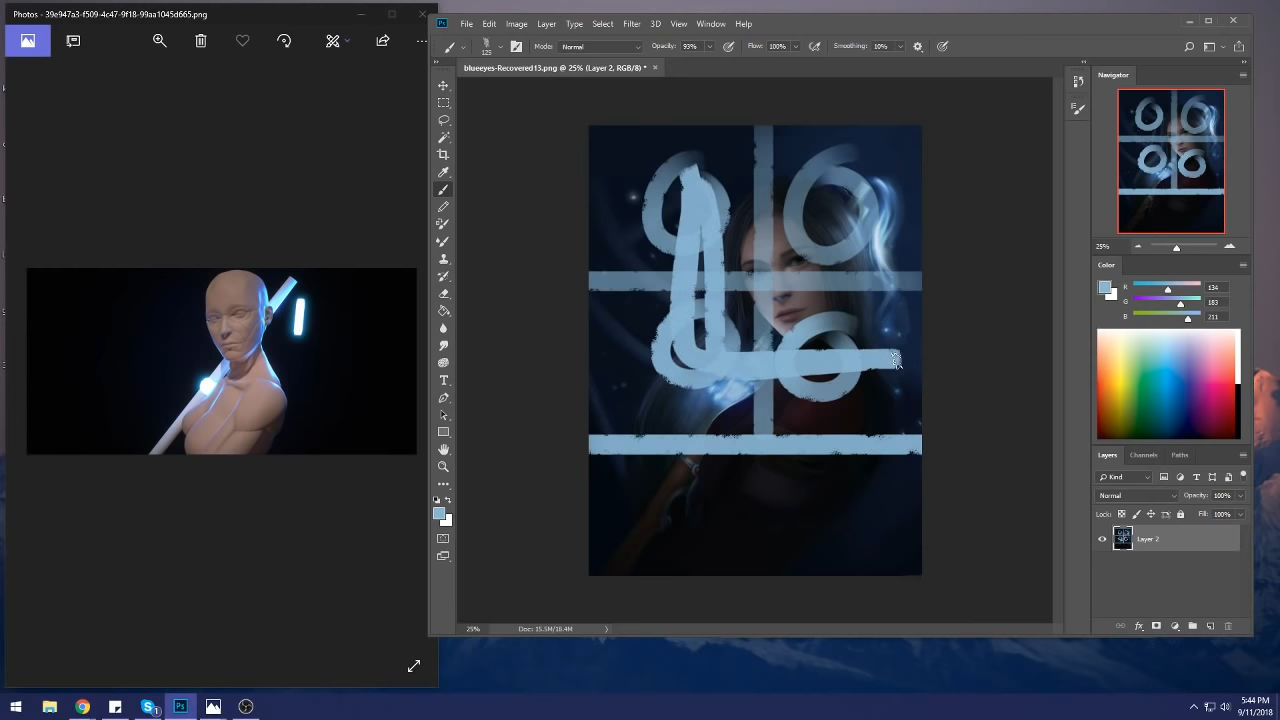 Photos - 39e947a3-f509-4c47-9f18-99aa1045d665.png
File Edit Image Layer Type Select Filter 3D View Window Help
125 Mode: Normal Opacity: 93% Flow: 100% Smoothing: 10%
blueeyes-Recovered13.png @ 25% (Layer 2, RGB/8) *
Navigator
25%
Color
R 134
G 183
B 211
Layers Channels Paths
Kind
Normal Opacity: 100%
Lock: Fill: 100%
Layer 2
25% Doc: 15.5M/18.4M
5:44 PM
9/11/2018